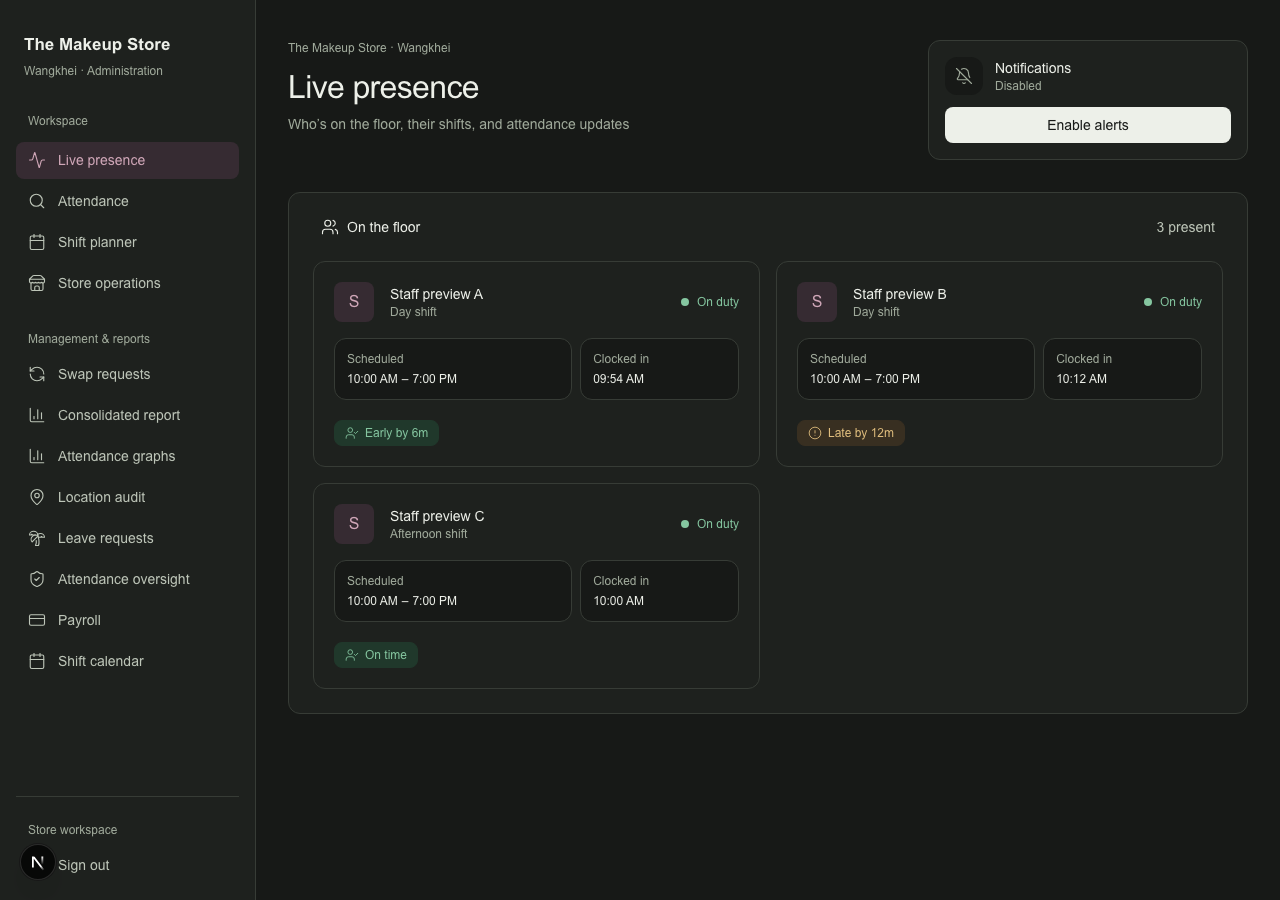 The Makeup Store
Wangkhei · Administration
Workspace
Live presence
Attendance
Shift planner
Store operations
Management & reports
Swap requests
Consolidated report
Attendance graphs
Location audit
Leave requests
Attendance oversight
Payroll
Shift calendar
Store workspace
N
Sign out
The Makeup Store · Wangkhei
Live presence
Who's on the floor, their shifts, and attendance updates
Notifications
Disabled
Enable alerts
On the floor
3 present
S
Staff preview A
Day shift
On duty
Scheduled
10:00 AM – 7:00 PM
Clocked in
09:54 AM
Early by 6m
S
Staff preview B
Day shift
On duty
Scheduled
10:00 AM – 7:00 PM
Clocked in
10:12 AM
Late by 12m
S
Staff preview C
Afternoon shift
On duty
Scheduled
10:00 AM – 7:00 PM
Clocked in
10:00 AM
On time